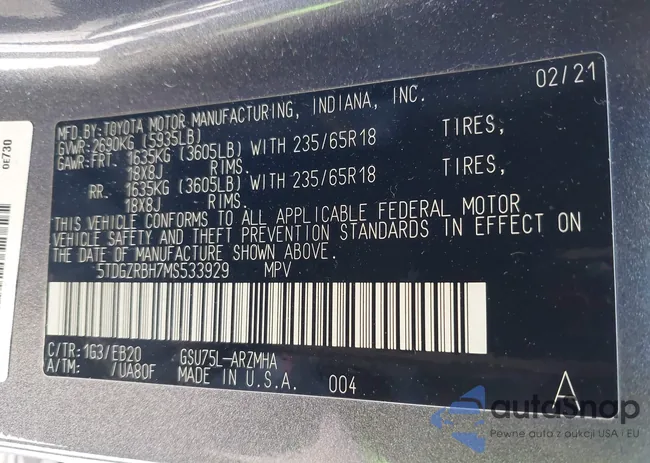 02/21
MFD.BY:TOYOTA MOTOR MANUFACTURING, INDIANA, INC.
GVWR:2690KG (5935LB)
GAWR:FRT. 1635KG (3605LB) WITH 235/65R18 TIRES,
18X8J RIMS.
RR. 1635KG (3605LB) WITH 235/65R18 TIRES,
18X8J RIMS.
THIS VEHICLE CONFORMS TO ALL APPLICABLE FEDERAL MOTOR
VEHICLE SAFETY AND THEFT PREVENTION STANDARDS IN EFFECT ON
THE DATE OF MANUFACTURE SHOWN ABOVE.
5TDGZRBH7MS533929 MPV
C/TR: 1G3/EB20 GSU75L-ARZMHA
A/TM: /UA80F MADE IN U.S.A. 004 A
0E730
autoSnap
Pewne auta z aukcji USA i EU